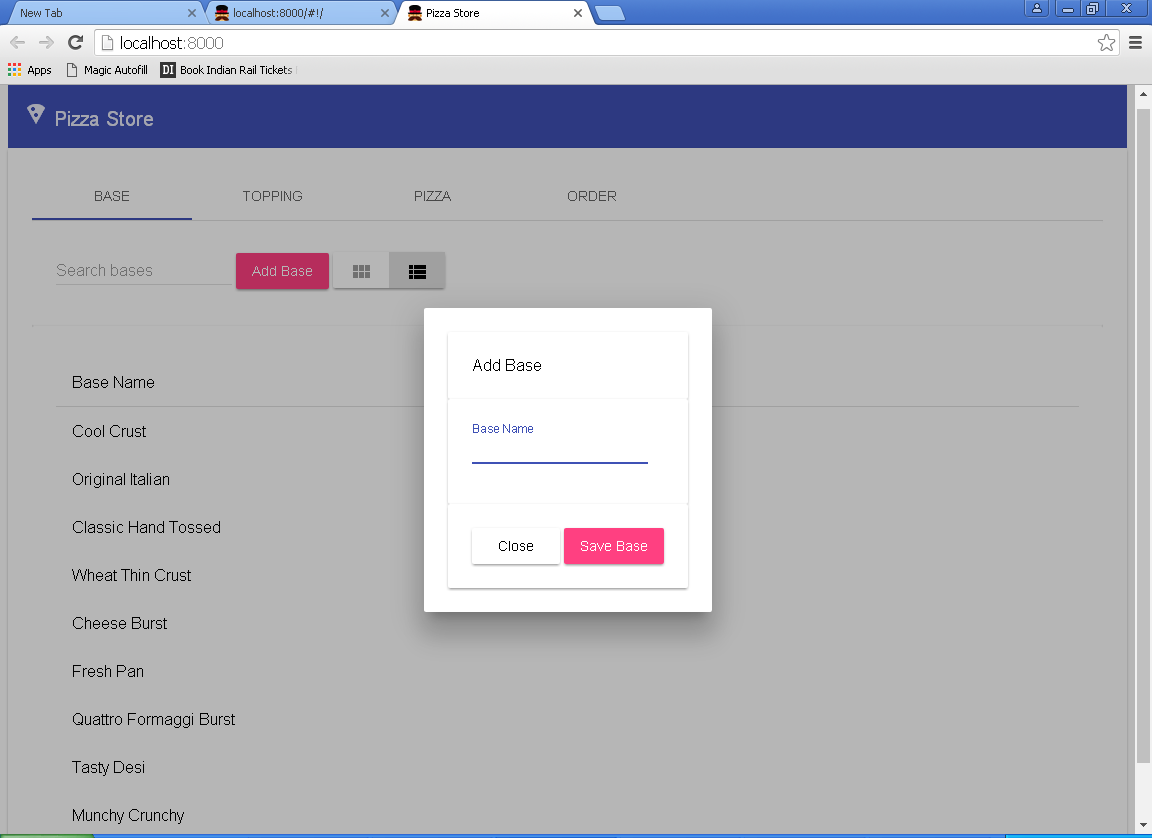 New Tab localhost:8000/#!/ Pizza Store
localhost:8000
Apps Magic Autofill DI Book Indian Rail Tickets
Pizza Store
BASE TOPPING PIZZA ORDER
Search bases Add Base
Add Base
Base Name
Close Save Base
Base Name
Cool Crust
Original Italian
Classic Hand Tossed
Wheat Thin Crust
Cheese Burst
Fresh Pan
Quattro Formaggi Burst
Tasty Desi
Munchy Crunchy